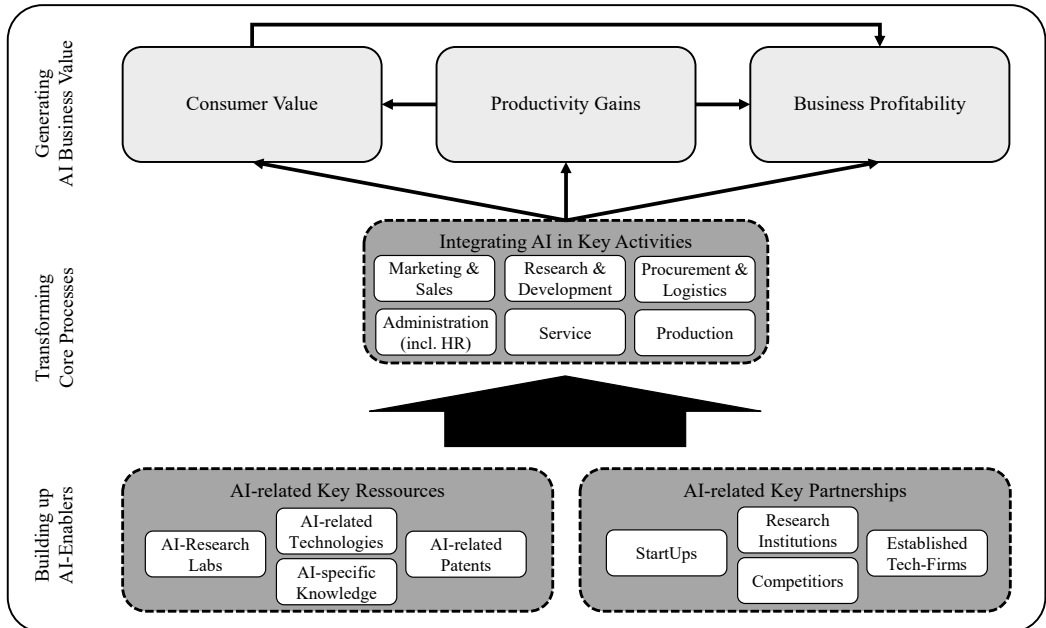 Generating
AI Business Value
Consumer Value
Productivity Gains
Business Profitability
Transforming
Core Processes
Integrating AI in Key Activities
Marketing &
Sales
Research &
Development
Procurement &
Logistics
Administration
(incl. HR)
Service
Production
Building up
AI-Enablers
AI-related Key Ressources
AI-Research
Labs
AI-related
Technologies
AI-specific
Knowledge
AI-related
Patents
AI-related Key Partnerships
StartUps
Research
Institutions
Competitiors
Established
Tech-Firms